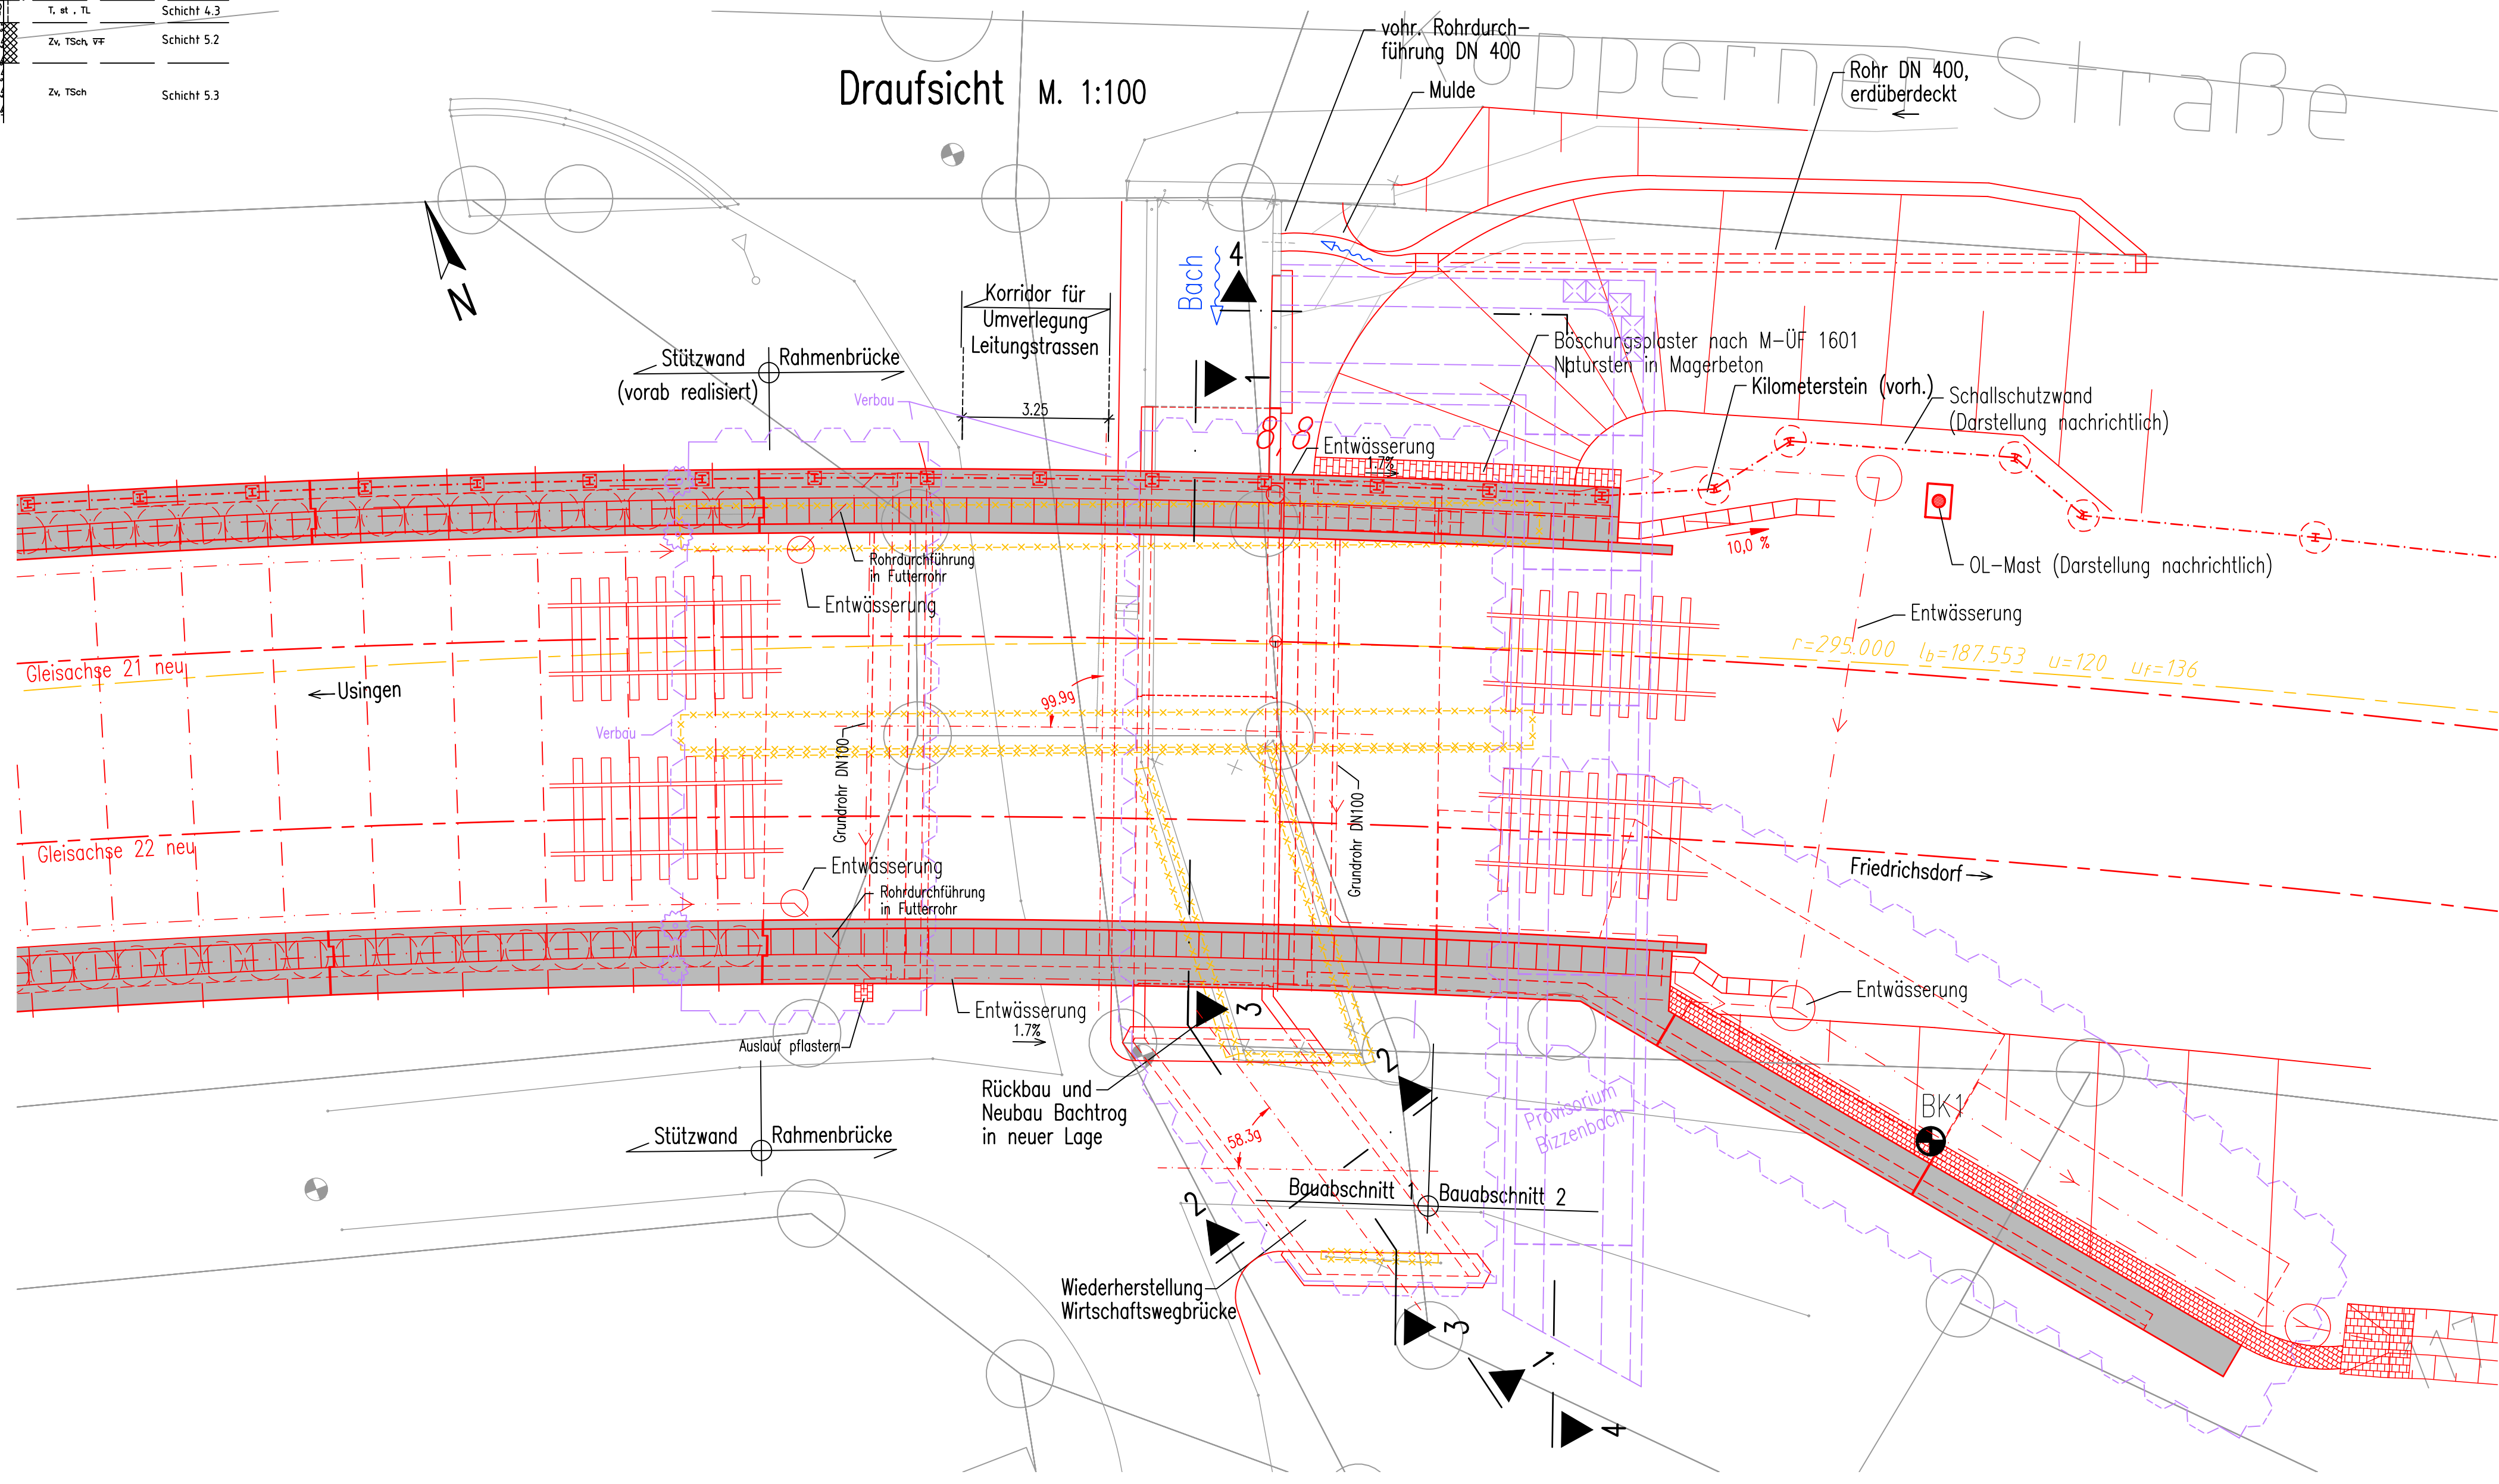 T, st , TL
Schicht 4.3
Zv, TSch, v+
Schicht 5.2
Zv, TSch
Schicht 5.3
Draufsicht M. 1:100
vohr. Rohrdurch-
führung DN 400
Mulde
Rohr DN 400,
erdüberdeckt
Köpperner Straße
N
Bach
4
Korridor für
Umverlegung
Leitungstrassen
3.25
Stützwand
Rahmenbrücke
(vorab realisiert)
Verbau
1
8,8
Böschungsplaster nach M-ÜF 1601
Natursten in Magerbeton
Kilometerstein (vorh.)
Schallschutzwand
(Darstellung nachrichtlich)
Entwässerung
1.7%
10,0 %
OL-Mast (Darstellung nachrichtlich)
Rohrdurchführung
in Futterrohr
Entwässerung
Entwässerung
r=295.000 lb=187.553 u=120 uf=136
Gleisachse 21 neu
Usingen
99.9g
Verbau
Grundrohr DN100
Grundrohr DN100
Gleisachse 22 neu
Entwässerung
Rohrdurchführung
in Futterrohr
Friedrichsdorf
Entwässerung
Entwässerung
1.7%
Auslauf pflastern
3
2
Rückbau und
Neubau Bachtrog
in neuer Lage
58.3g
Provisorium
Bizzenbach
BK1
Stützwand
Rahmenbrücke
Bauabschnitt 1
Bauabschnitt 2
2
Wiederherstellung
Wirtschaftswegbrücke
3
1
4